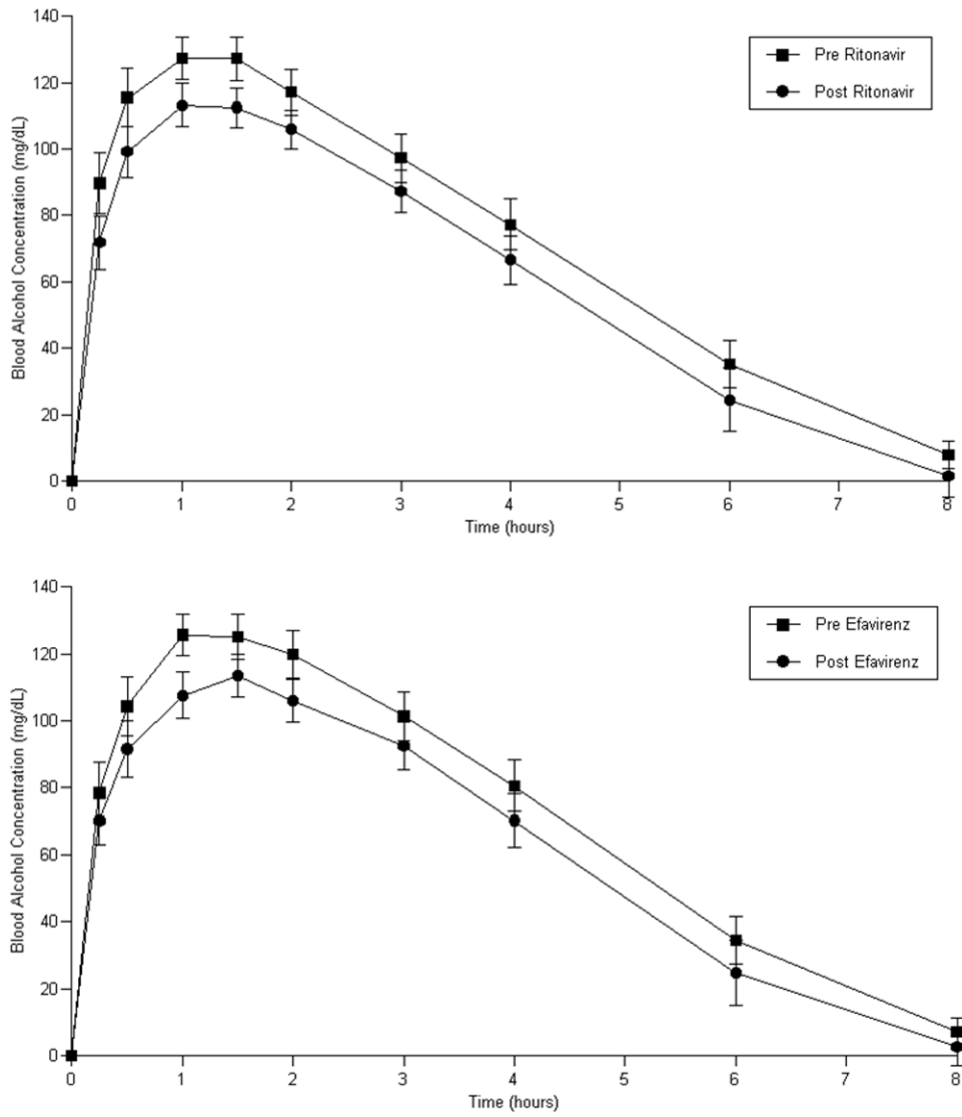 140
120
100
80
60
40
20
0
Blood Alcohol Concentration (mg/dL)
Pre Ritonavir
Post Ritonavir
0 1 2 3 4 5 6 7 8
Time (hours)
140
120
100
80
60
40
20
0
Blood Alcohol Concentration (mg/dL)
Pre Efavirenz
Post Efavirenz
0 1 2 3 4 5 6 7 8
Time (hours)